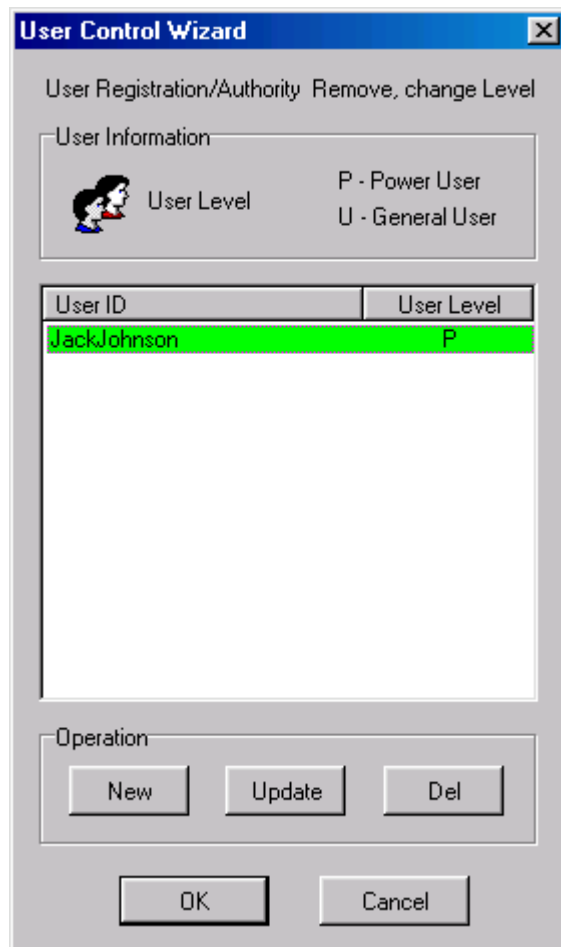 User Control Wizard
User Registration/Authority Remove, change Level
User Information
User Level
P - Power User
U - General User
User ID User Level
JackJohnson P
Operation
New Update Del
OK Cancel